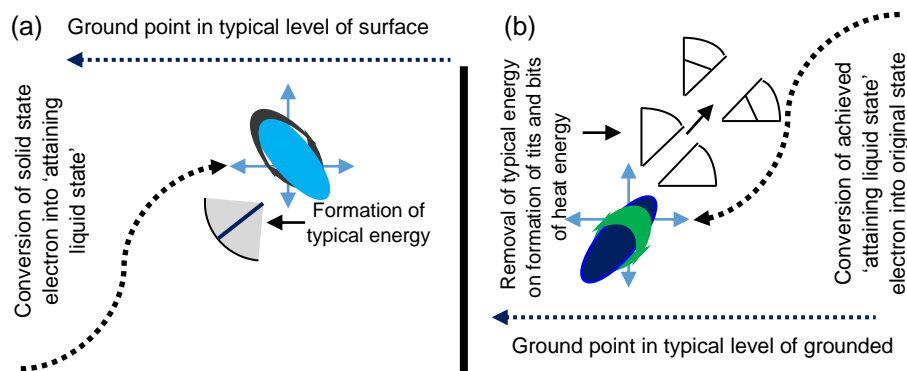 (a)
Ground point in typical level of surface
Conversion of solid state
electron into ‘attaining
liquid state’
Formation of
typical energy
(b)
Removal of typical energy
on formation of tits and bits
of heat energy
Conversion of achieved
‘attaining liquid state’
electron into original state
Ground point in typical level of grounded